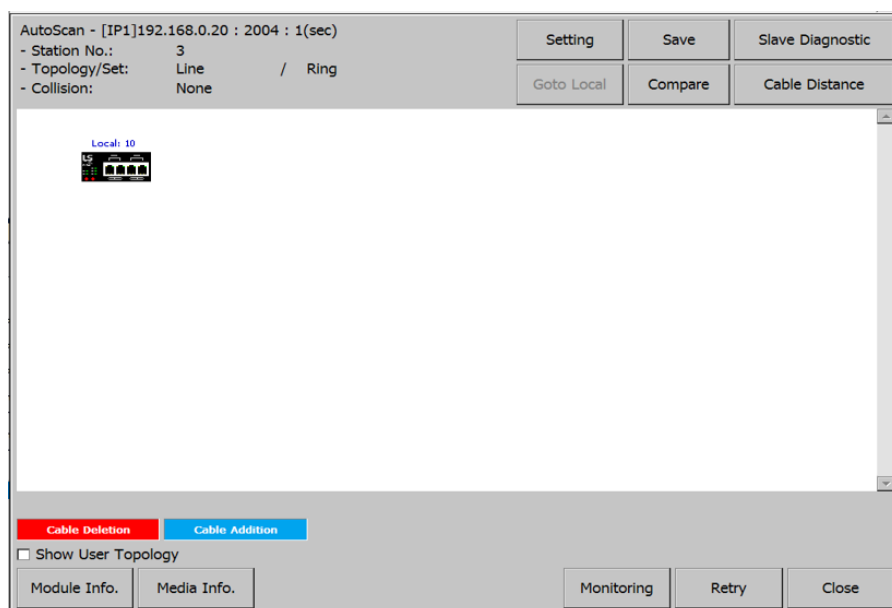 AutoScan - [IP1]192.168.0.20 : 2004 : 1(sec)
- Station No.: 3
- Topology/Set: Line / Ring
- Collision: None
Setting Save Slave Diagnostic
Goto Local Compare Cable Distance
Local: 10
LS
Cable Deletion Cable Addition
Show User Topology
Module Info. Media Info. Monitoring Retry Close